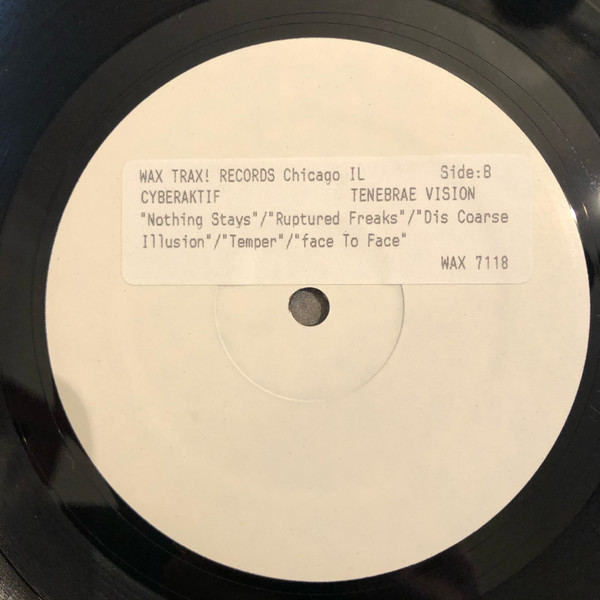 WAX TRAX! RECORDS Chicago IL Side:B
CYBERAKTIF TENEBRAE VISION
"Nothing Stays"/"Ruptured Freaks"/"Dis Coarse
Illusion"/"Temper"/"face To Face"
WAX 7118